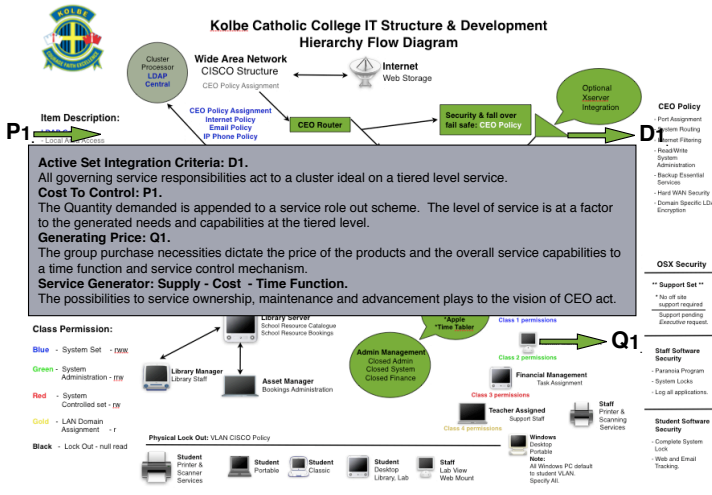 KOLBE
Kolbe Catholic College IT Structure & Development
Hierarchy Flow Diagram
Cluster
Processor
LDAP
Central
Wide Area Network
CISCO Structure
CEO Policy Assignment
Internet
Web Storage
Optional
Xserver
Integration
CEO Policy Assignment
Internet Policy
Email Policy
IP Phone Policy
CEO Router
Security & fall over
fail safe: CEO Policy
Item Description:
- Local Area Access
P1.
D1.
CEO Policy
- Port Assignment
- System Routing
- Internet Filtering
- Read/Write
System
Administration
- Backup Essential
Services
- Hard WAN Security
- Domain Specific LDA
Encryption
Active Set Integration Criteria: D1.
All governing service responsibilities act to a cluster ideal on a tiered level service.
Cost To Control: P1.
The Quantity demanded is appended to a service role out scheme. The level of service is at a factor
to the generated needs and capabilities at the tiered level.
Generating Price: Q1.
The group purchase necessities dictate the price of the products and the overall service capabilities to
a time function and service control mechanism.
Service Generator: Supply - Cost - Time Function.
The possibilities to service ownership, maintenance and advancement plays to the vision of CEO act.
OSX Security
** Support Set **
* No off site
support required
Support pending
Executive request.
Staff Software
Security
- Paranoia Program
- System Locks
- Log all applications.
Student Software
Security
- Complete System
Lock
- Web and Email
Tracking.
Class Permission:
Blue - System Set - rww
Green - System
Administration - rrw
Red - System
Controlled set - rw
Gold - LAN Domain
Assignment - r
Black - Lock Out - null read
Library Server
School Resource Catalogue
School Resource Bookings
Library Manager
Library Staff
Asset Manager
Bookings Administration
*Apple
*Time Tabler
Admin Management
Closed Admin
Closed System
Closed Finance
Class 1 permissions
Q1.
Class 2 permissions
Financial Management
Task Assignment
Class 3 permissions
Teacher Assigned
Support Staff
Class 4 permissions
Staff
Printer &
Scanning
Services
Windows
Desktop
Portable
Note:
All Windows PC default
to student VLAN.
Specify All.
Physical Lock Out: VLAN CISCO Policy
Student
Printer &
Scanner
Services
Student
Portable
Student
Classic
Student
Desktop
Library, Lab
Staff
Lab View
Web Mount